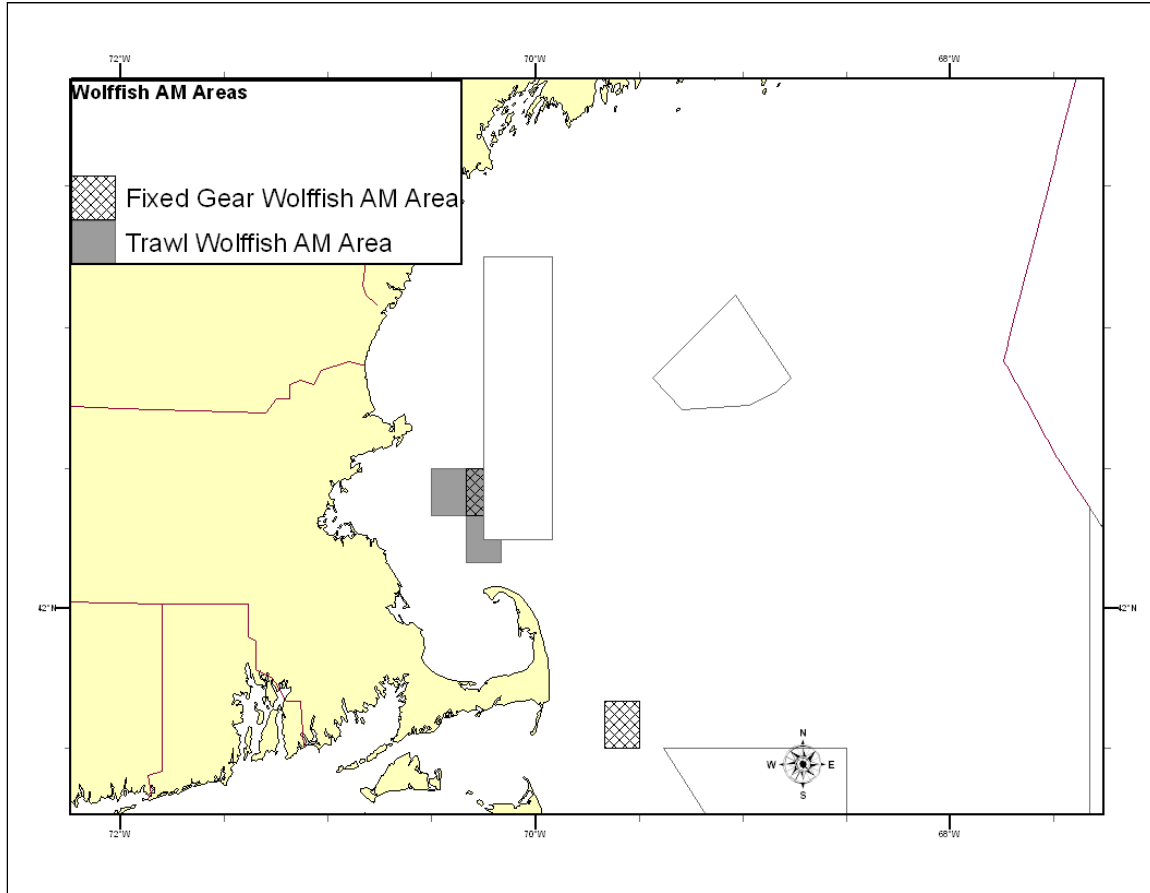 72°W 70°W 68°W
Wolffish AM Areas
Fixed Gear Wolffish AM Area
Trawl Wolffish AM Area
42°N 42°N
N
W E
S
72°W 70°W 68°W